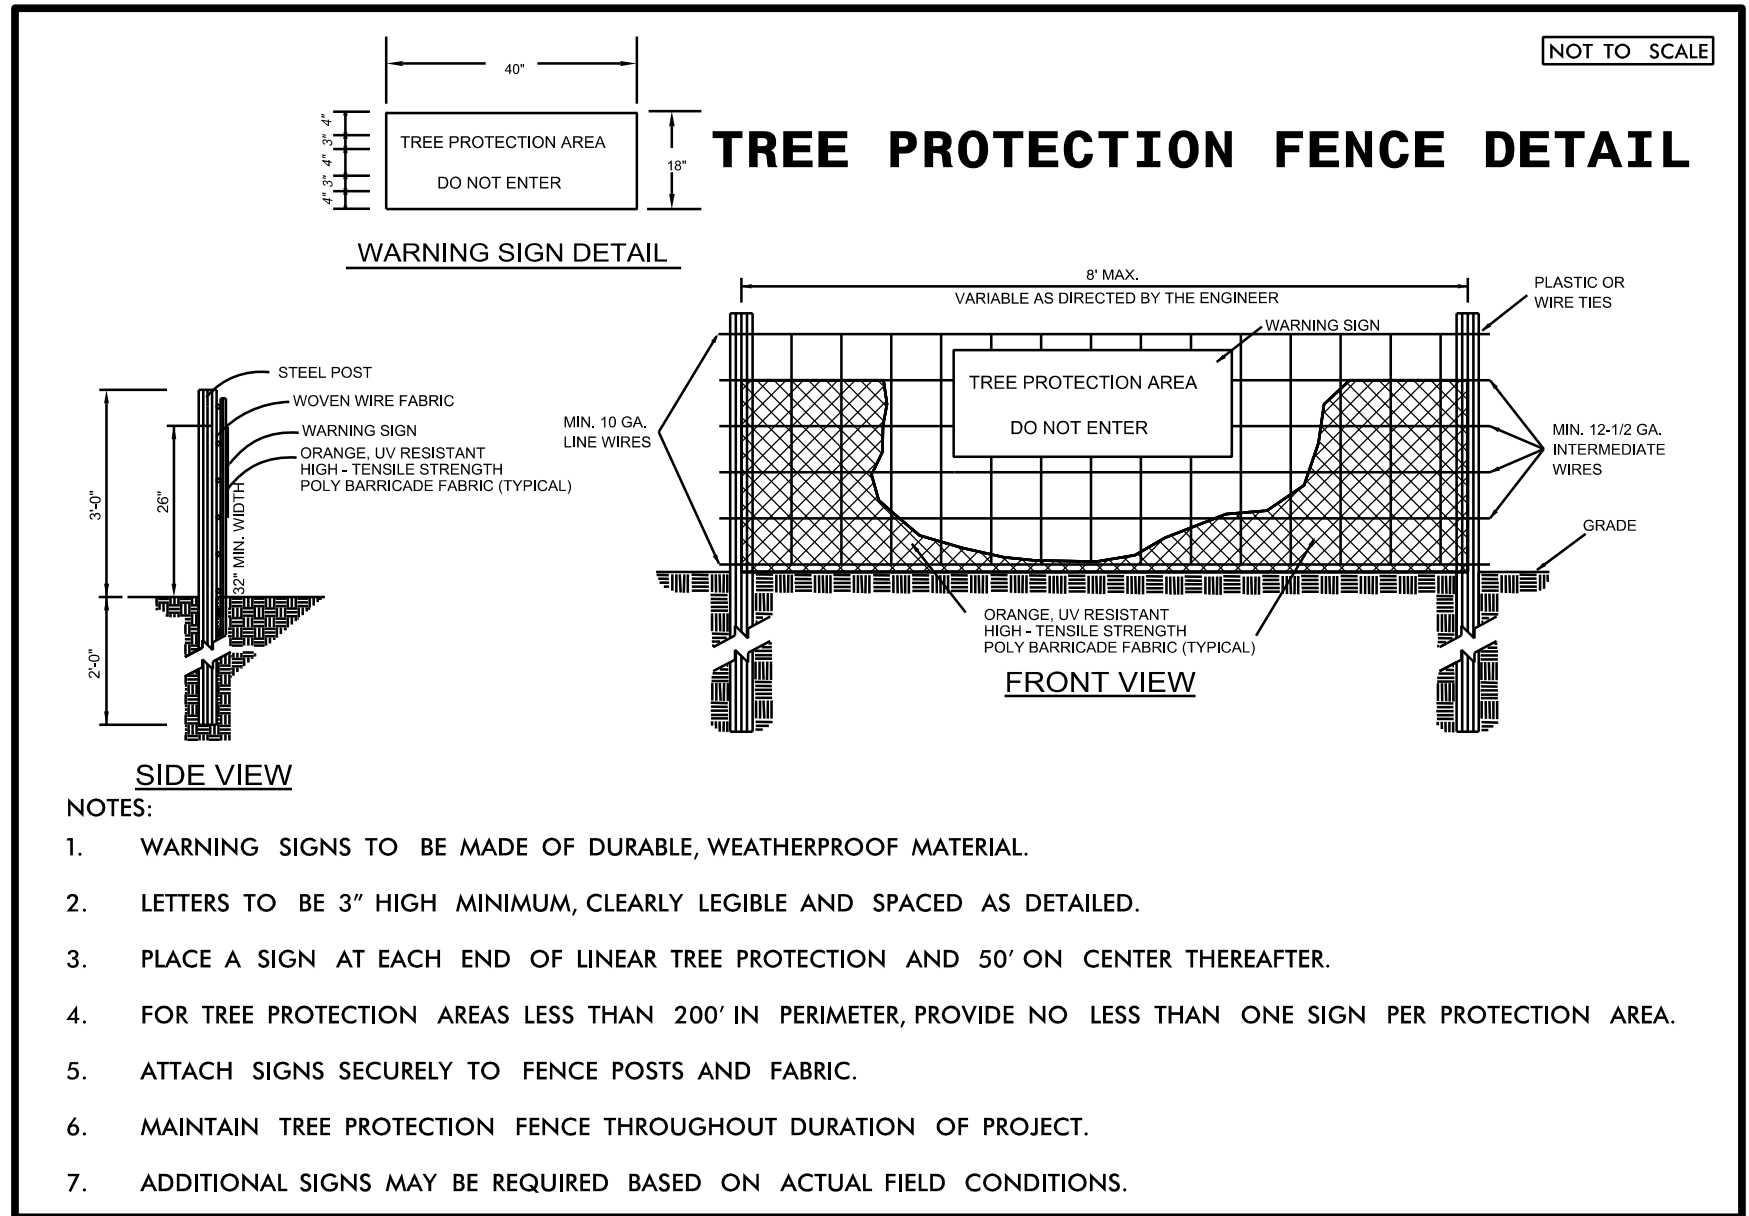 NOT TO SCALE
40"
4"
3"
4"
3"
4"
TREE PROTECTION AREA
DO NOT ENTER
18"
TREE PROTECTION FENCE DETAIL
WARNING SIGN DETAIL
8' MAX.
VARIABLE AS DIRECTED BY THE ENGINEER
PLASTIC OR
WIRE TIES
WARNING SIGN
TREE PROTECTION AREA
DO NOT ENTER
MIN. 10 GA.
LINE WIRES
MIN. 12-1/2 GA.
INTERMEDIATE
WIRES
GRADE
ORANGE, UV RESISTANT
HIGH - TENSILE STRENGTH
POLY BARRICADE FABRIC (TYPICAL)
FRONT VIEW
STEEL POST
WOVEN WIRE FABRIC
WARNING SIGN
ORANGE, UV RESISTANT
HIGH - TENSILE STRENGTH
POLY BARRICADE FABRIC (TYPICAL)
3'-0"
26"
32" MIN. WIDTH
2'-0"
SIDE VIEW
NOTES:
1. WARNING SIGNS TO BE MADE OF DURABLE, WEATHERPROOF MATERIAL.
2. LETTERS TO BE 3" HIGH MINIMUM, CLEARLY LEGIBLE AND SPACED AS DETAILED.
3. PLACE A SIGN AT EACH END OF LINEAR TREE PROTECTION AND 50' ON CENTER THEREAFTER.
4. FOR TREE PROTECTION AREAS LESS THAN 200' IN PERIMETER, PROVIDE NO LESS THAN ONE SIGN PER PROTECTION AREA.
5. ATTACH SIGNS SECURELY TO FENCE POSTS AND FABRIC.
6. MAINTAIN TREE PROTECTION FENCE THROUGHOUT DURATION OF PROJECT.
7. ADDITIONAL SIGNS MAY BE REQUIRED BASED ON ACTUAL FIELD CONDITIONS.